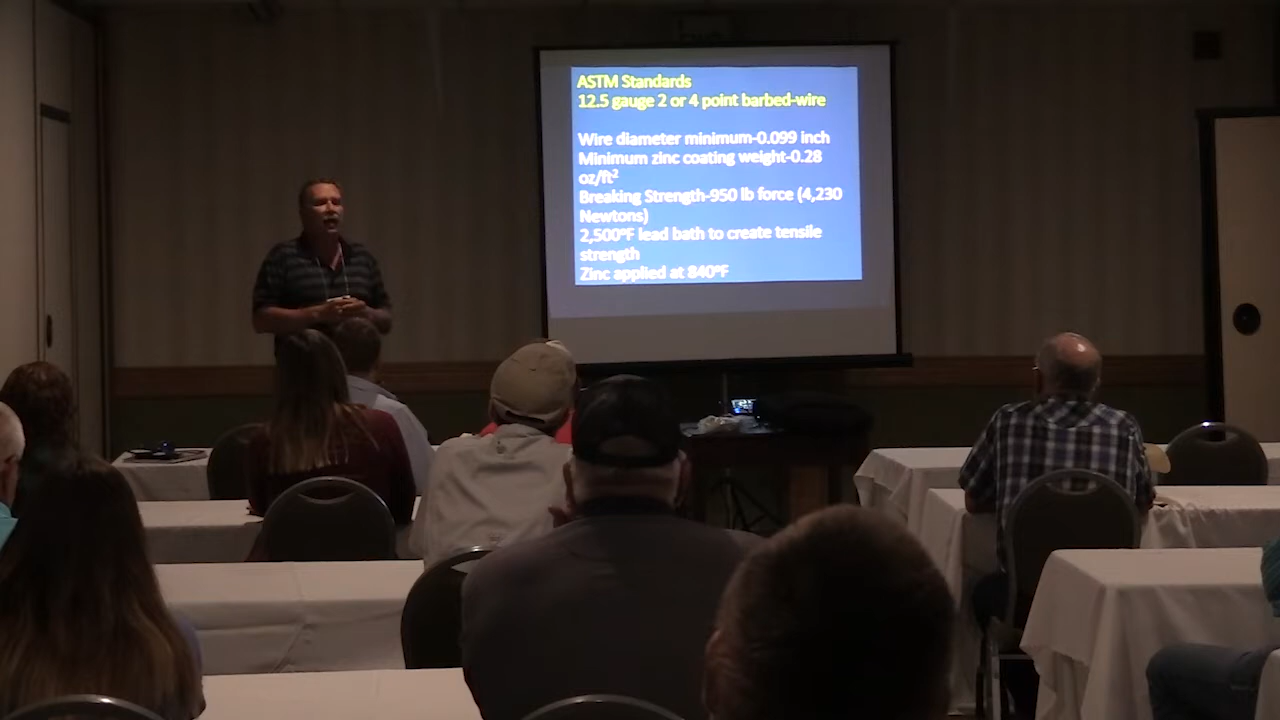 ASTM Standards
12.5 gauge 2 or 4 point barbed-wire
Wire diameter minimum-0.099 inch
Minimum zinc coating weight-0.28
oz/ft²
Breaking Strength-950 lb force (4,230
Newtons)
2,500ºF lead bath to create tensile
strength
Zinc applied at 840ºF